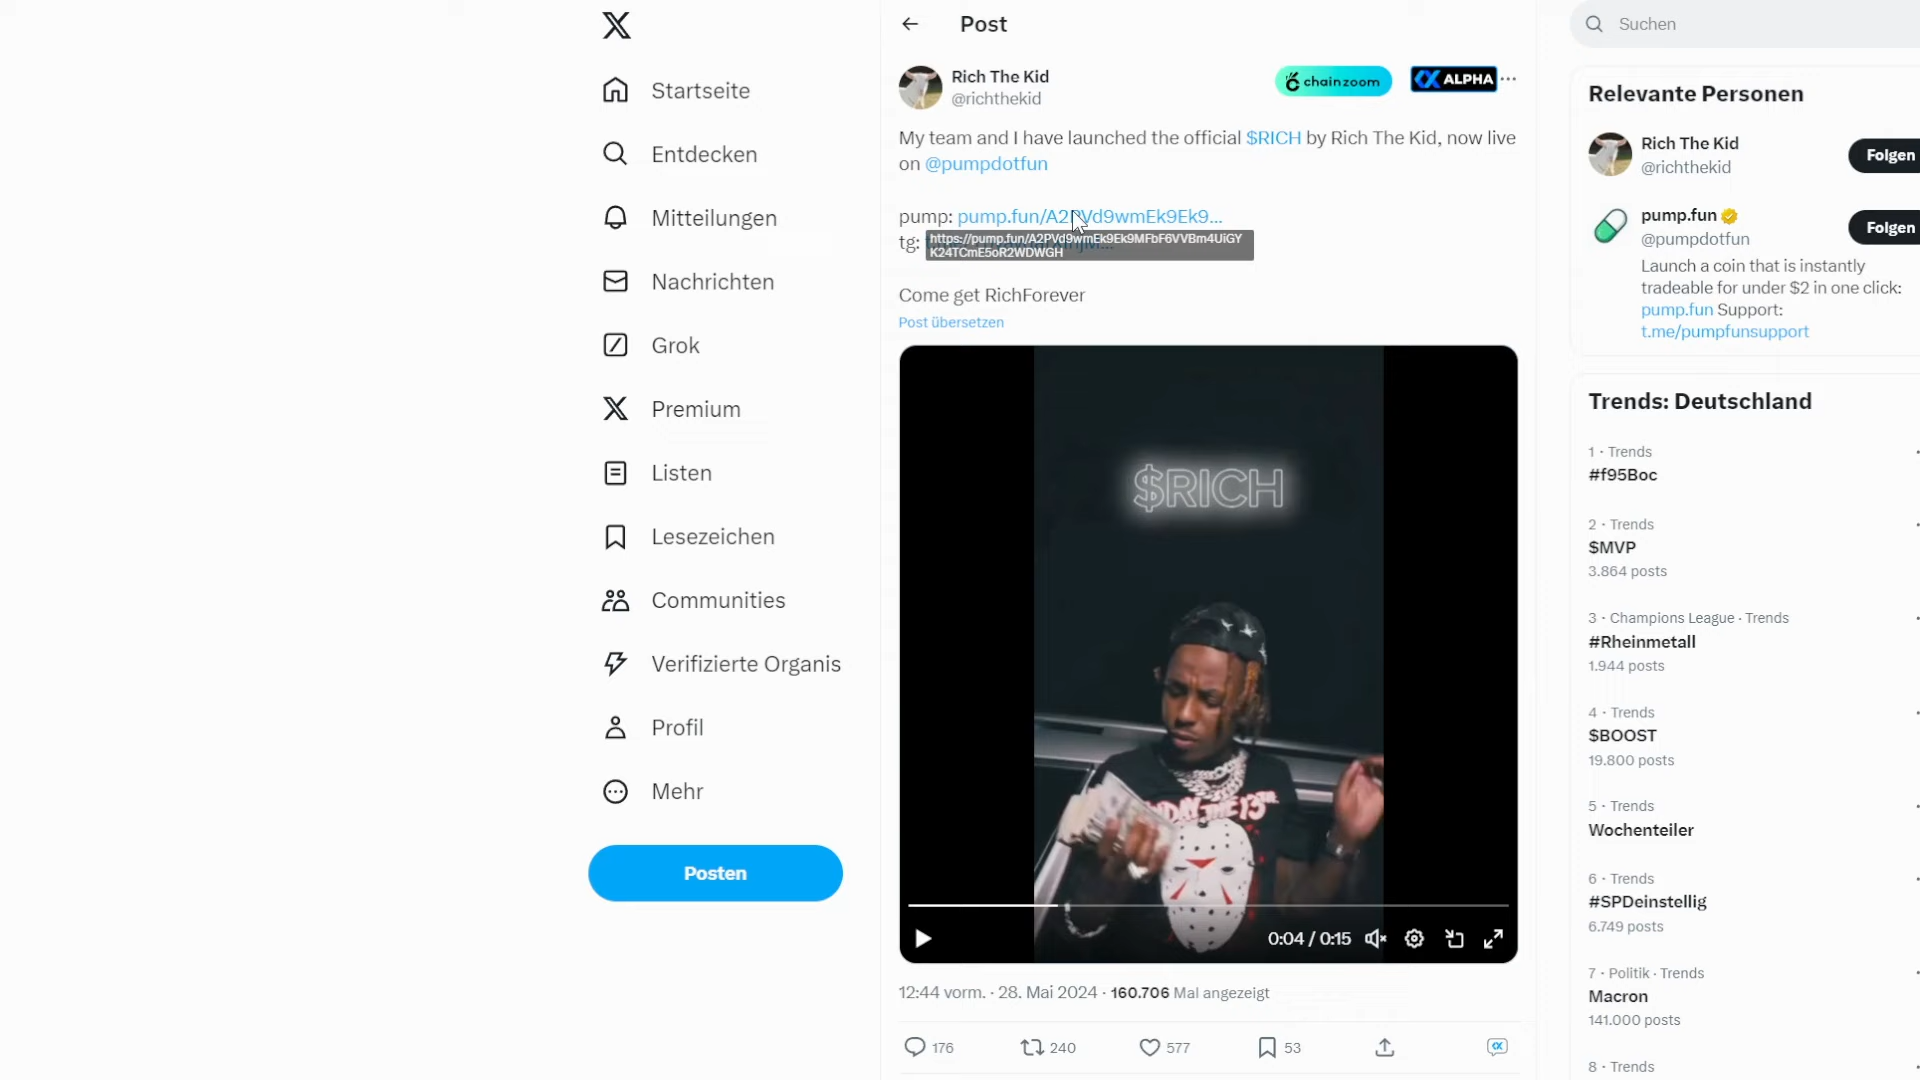 Startseite
Entdecken
Mitteilungen
Nachrichten
Grok
Premium
Listen
Lesezeichen
Communities
Verifizierte Organis
Profil
Mehr
Posten
Post
Rich The Kid
@richthekid
chainzoom
ALPHA
My team and I have launched the official $RICH by Rich The Kid, now live
on @pumpdotfun
pump: pump.fun/A2PVd9wmEk9Ek9...
tg:
https://pump.fun/A2PVd9wmEk9Ek9MFbF6VVBm4UiGY
K24TCmE5oR2WDWGH
Come get RichForever
Post übersetzen
$RICH
THE 13TH
0:04 / 0:15
12:44 vorm. · 28. Mai 2024 · 160.706 Mal angezeigt
176
240
577
53
Suchen
Relevante Personen
Rich The Kid
@richthekid
Folgen
pump.fun
@pumpdotfun
Folgen
Launch a coin that is instantly
tradeable for under $2 in one click:
pump.fun Support:
t.me/pumpfunsupport
Trends: Deutschland
1 · Trends
#f95Boc
2 · Trends
$MVP
3.864 posts
3 · Champions League · Trends
#Rheinmetall
1.944 posts
4 · Trends
$BOOST
19.800 posts
5 · Trends
Wochenteiler
6 · Trends
#SPDeinstellig
6.749 posts
7 · Politik · Trends
Macron
141.000 posts
8 · Trends